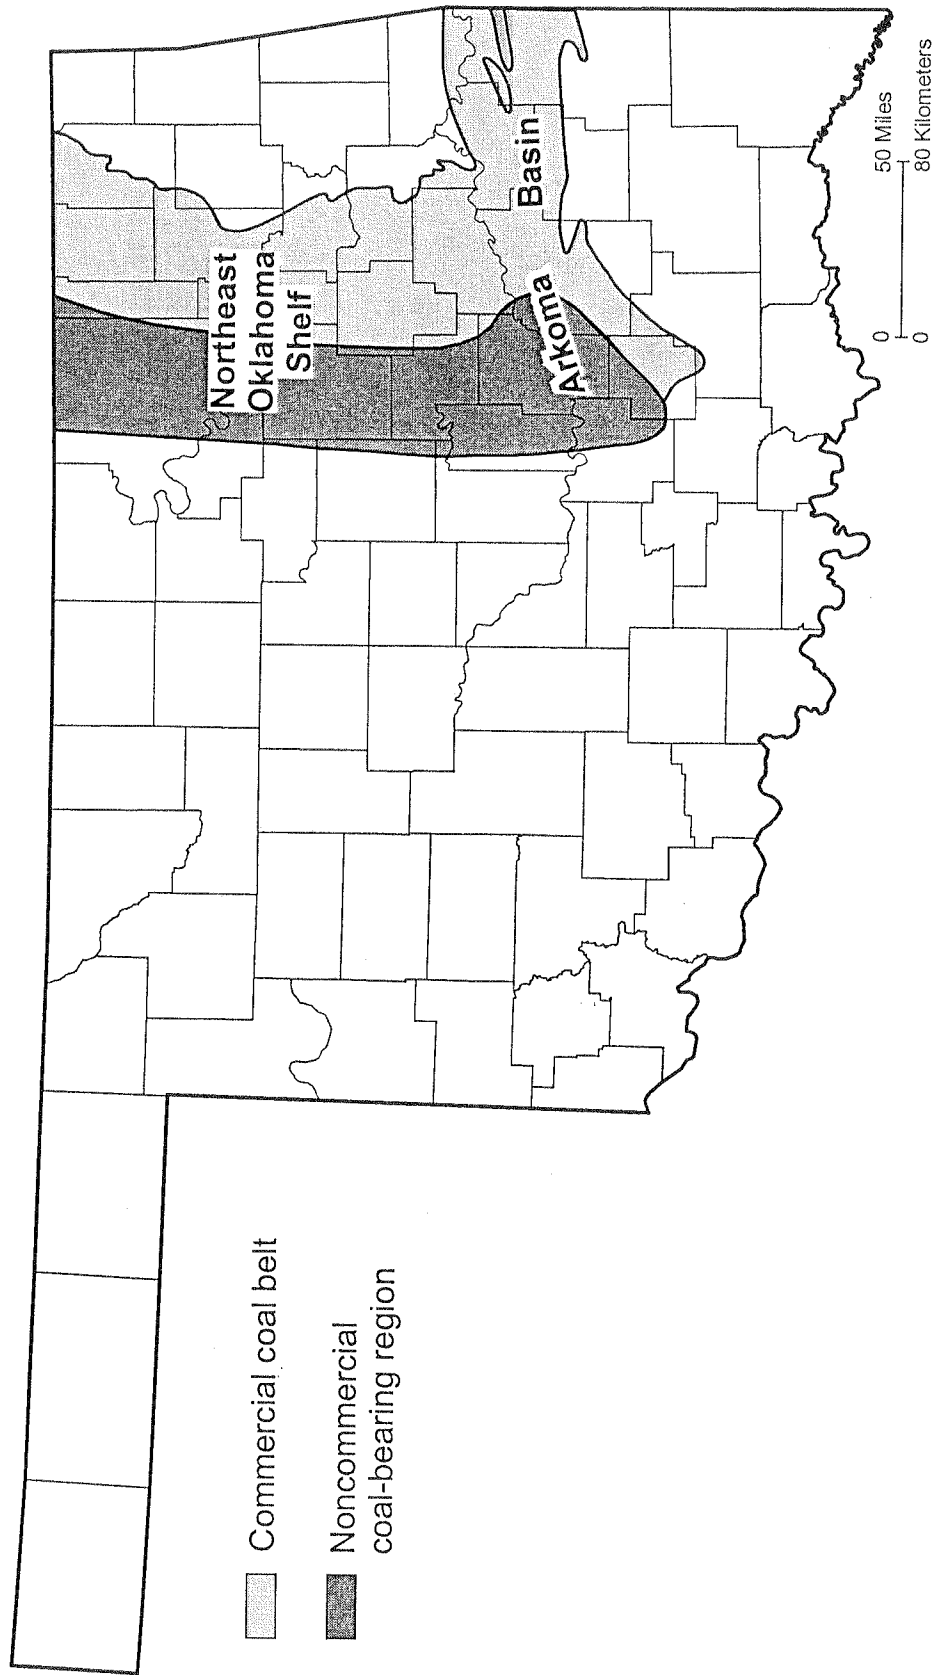 Northeast
Oklahoma
Shelf
Arkoma
Basin
Commercial coal belt
Noncommercial
coal-bearing region
0
50 Miles
0
80 Kilometers